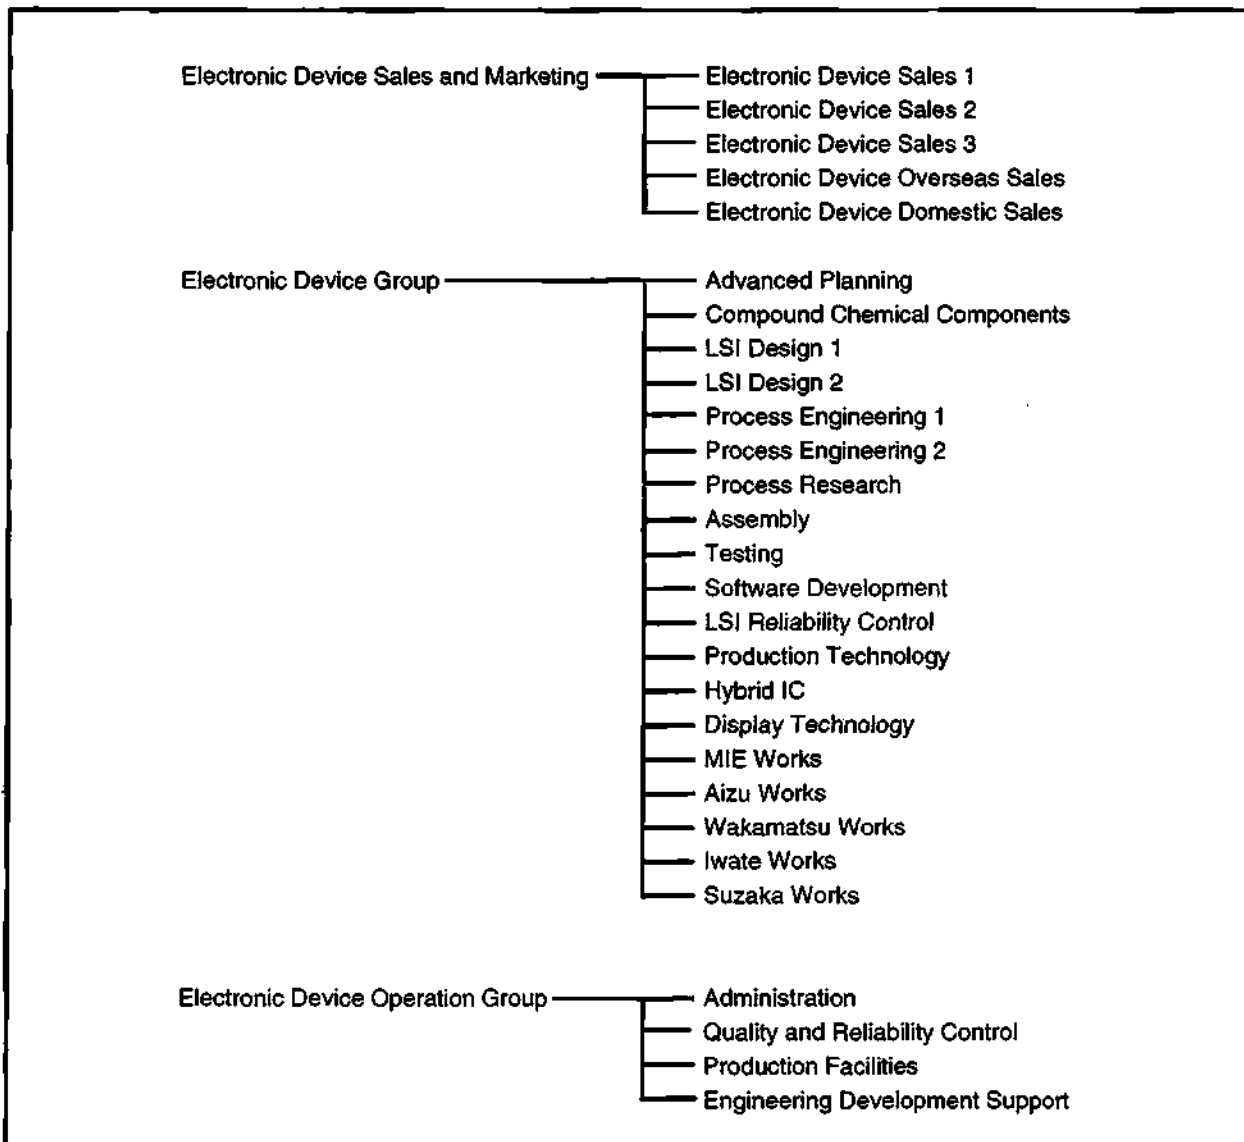 Electronic Device Sales and Marketing Electronic Device Sales 1
Electronic Device Sales 2
Electronic Device Sales 3
Electronic Device Overseas Sales
Electronic Device Domestic Sales
Electronic Device Group Advanced Planning
Compound Chemical Components
LSI Design 1
LSI Design 2
Process Engineering 1
Process Engineering 2
Process Research
Assembly
Testing
Software Development
LSI Reliability Control
Production Technology
Hybrid IC
Display Technology
MIE Works
Aizu Works
Wakamatsu Works
Iwate Works
Suzaka Works
Electronic Device Operation Group Administration
Quality and Reliability Control
Production Facilities
Engineering Development Support